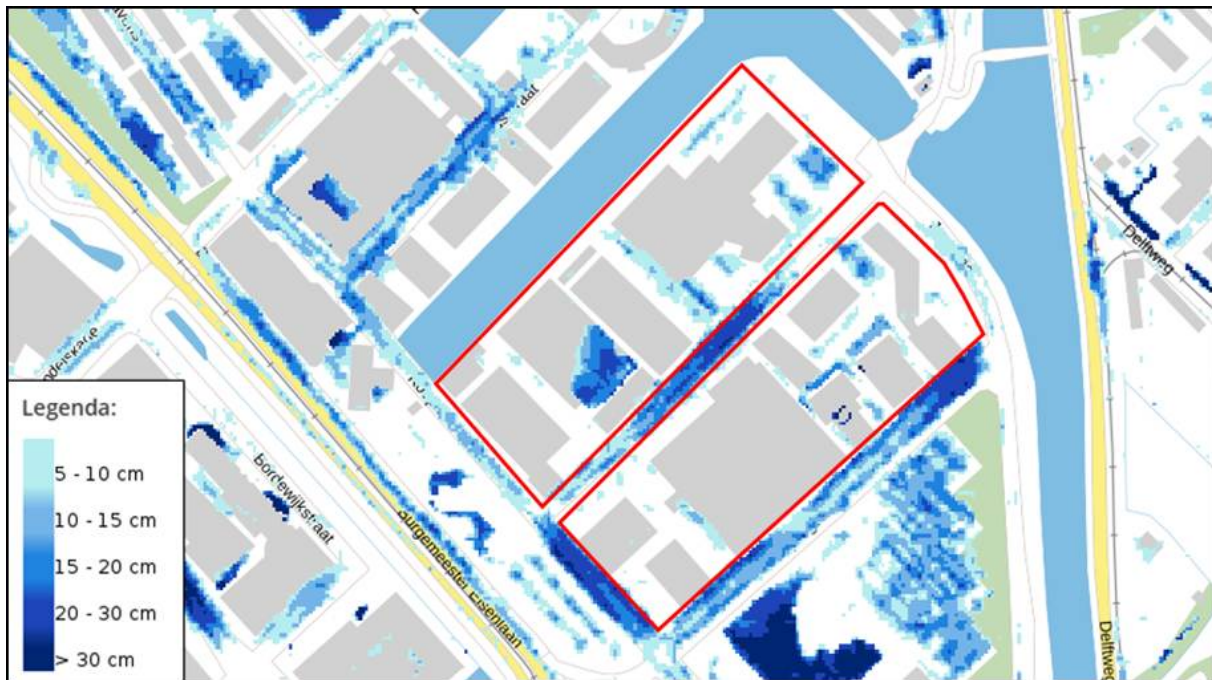 Delftweg
Legenda:
5 - 10 cm
10 - 15 cm
15 - 20 cm
20 - 30 cm
> 30 cm
Bordewijkstraat
Burgemeester Elsenlaan
Delftweg